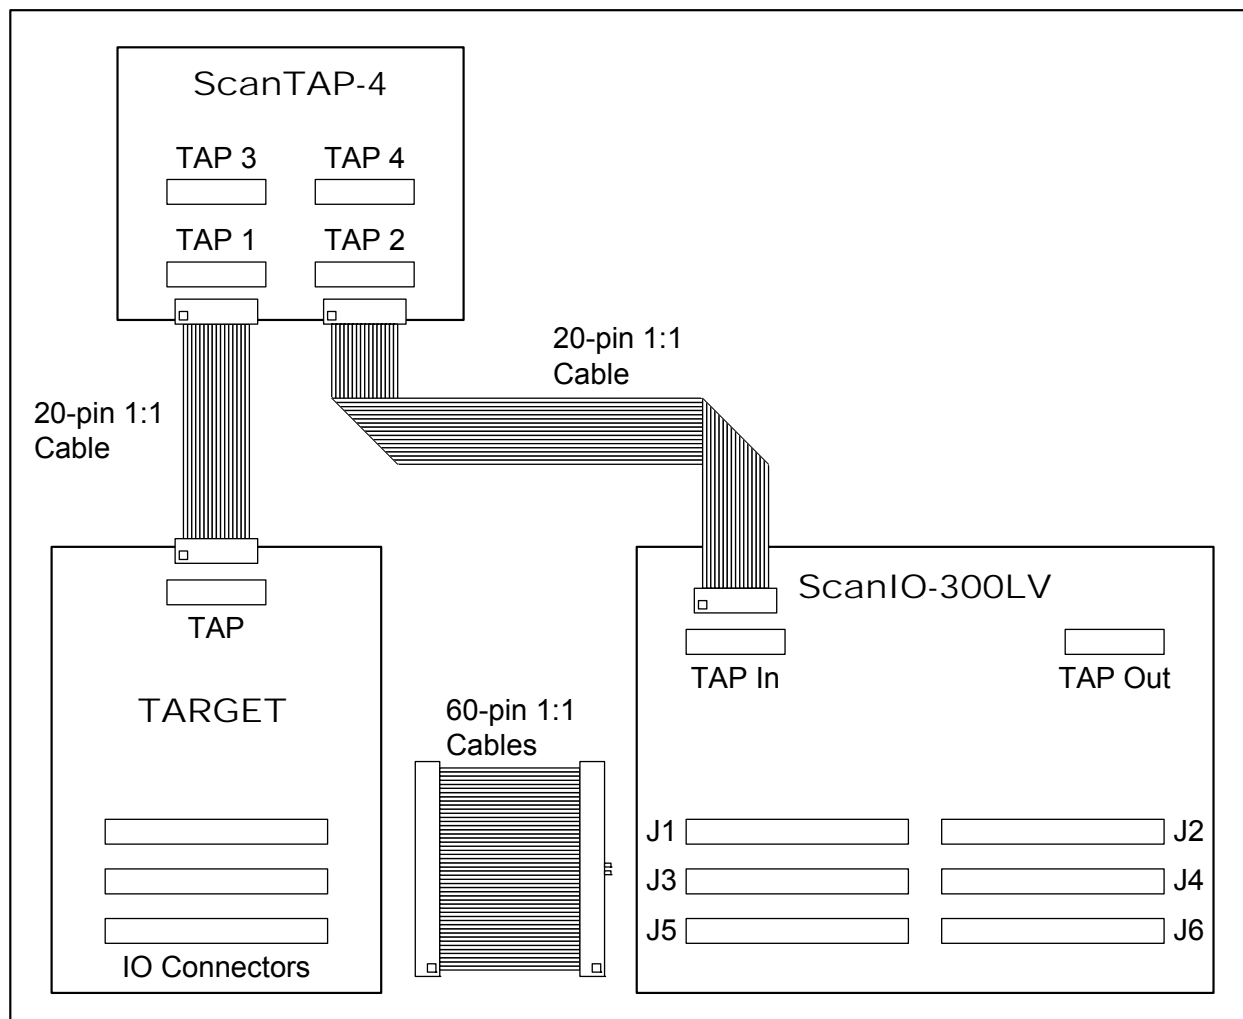 ScanTAP-4
TAP 3
TAP 4
TAP 1
TAP 2
20-pin 1:1
Cable
20-pin 1:1
Cable
TAP
TARGET
IO Connectors
60-pin 1:1
Cables
ScanIO-300LV
TAP In
TAP Out
J1
J2
J3
J4
J5
J6